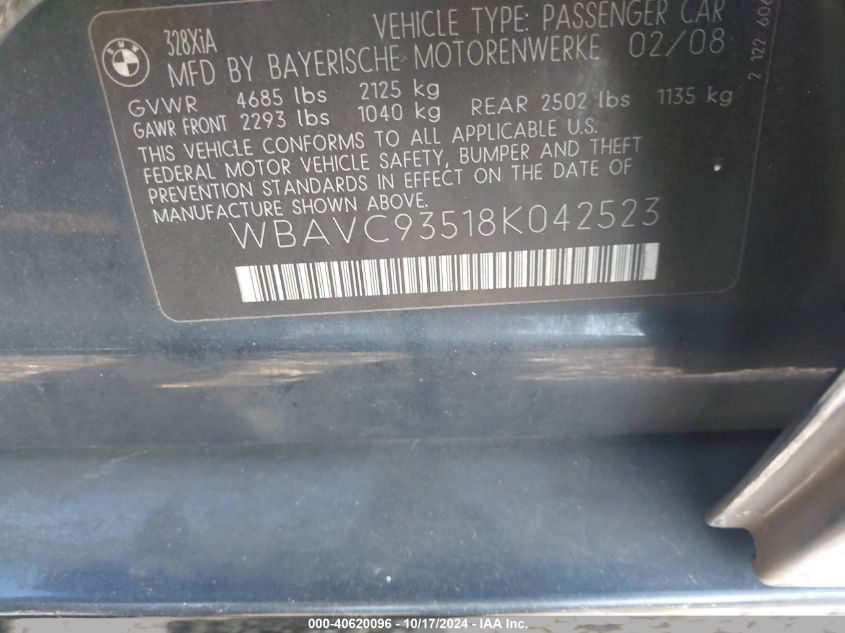 BMW
328XiA
VEHICLE TYPE: PASSENGER CAR
MFD BY BAYERISCHE MOTORENWERKE 02/08
GVWR 4685 lbs 2125 kg
GAWR FRONT 2293 lbs 1040 kg REAR 2502 lbs 1135 kg
THIS VEHICLE CONFORMS TO ALL APPLICABLE U.S.
FEDERAL MOTOR VEHICLE SAFETY, BUMPER AND THEFT
PREVENTION STANDARDS IN EFFECT ON THE DATE OF
MANUFACTURE SHOWN ABOVE.
WBAVC93518K042523
2 122
000-40620096 - 10/17/2024 - IAA Inc.